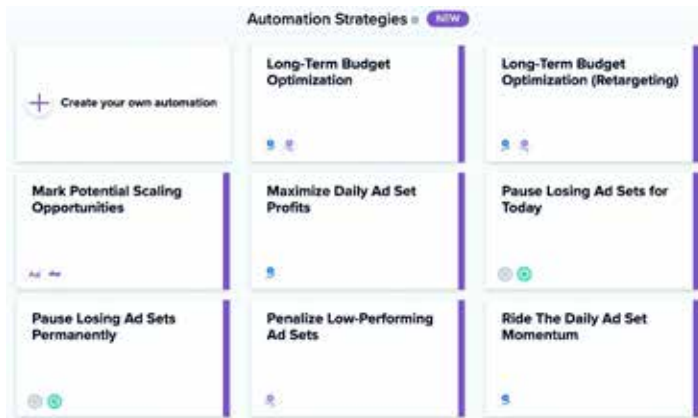 Automation Strategies NEW
Create your own automation
Long-Term Budget
Optimization
Long-Term Budget
Optimization (Retargeting)
Mark Potential Scaling
Opportunities
Maximize Daily Ad Set
Profits
Pause Losing Ad Sets for
Today
Pause Losing Ad Sets
Permanently
Penalize Low-Performing
Ad Sets
Ride The Daily Ad Set
Momentum